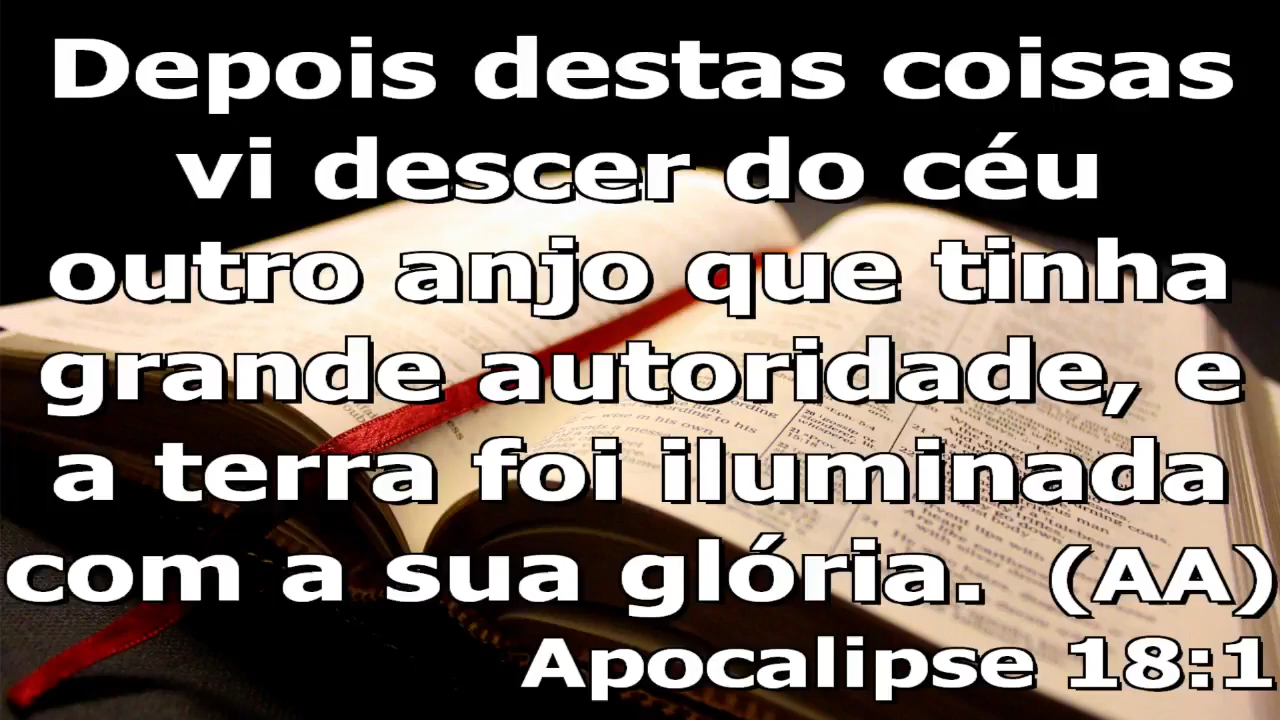 Depois destas coisas
vi descer do céu
outro anjo que tinha
grande autoridade, e
a terra foi iluminada
com a sua glória. (AA)
Apocalipse 18:1